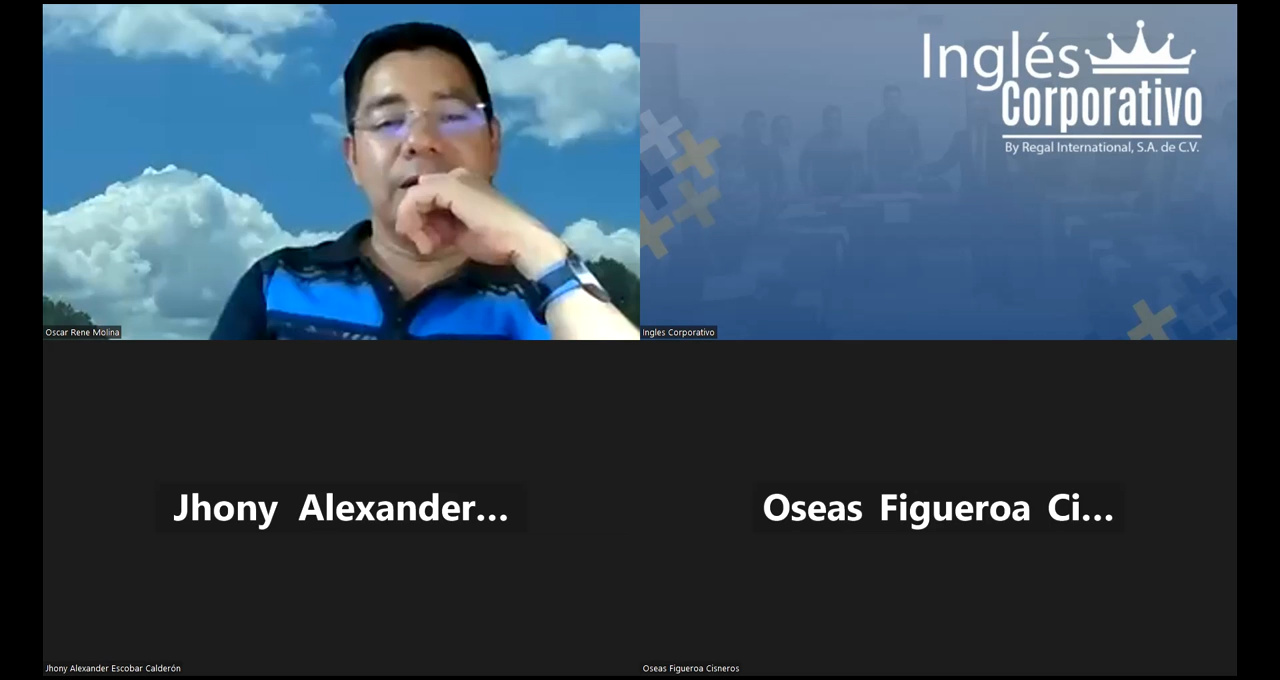 Inglés
Corporativo
By Regal International, S.A. de C.V.
Oscar Rene Molina
Ingles Corporativo
Jhony Alexander...
Oseas Figueroa Ci...
Jhony Alexander Escobar Calderón
Oseas Figueroa Cisneros